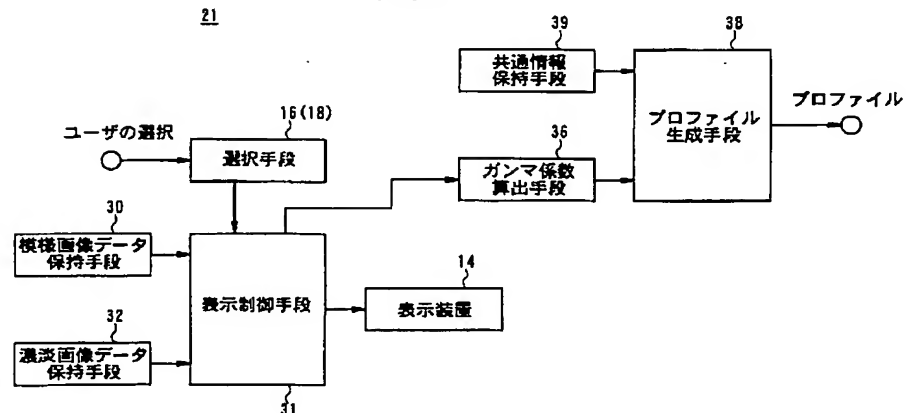 21
39
共通情報
保持手段
38
プロファイル
生成手段
プロファイル
ユーザの選択
16(18)
選択手段
36
ガンマ係数
算出手段
30
模様画像データ
保持手段
表示制御手段
31
14
表示装置
32
濃淡画像データ
保持手段